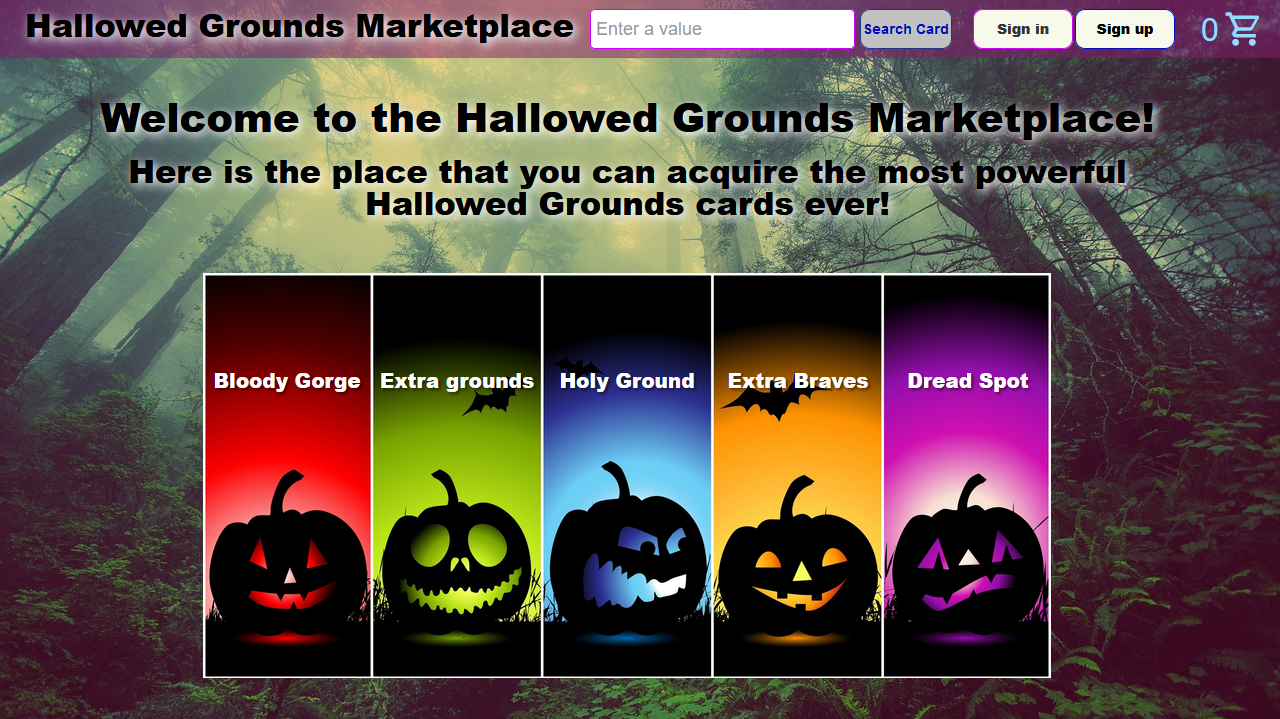 Hallowed Grounds Marketplace
Enter a value
Search Card
Sign in
Sign up
0
Welcome to the Hallowed Grounds Marketplace!
Here is the place that you can acquire the most powerful
Hallowed Grounds cards ever!
Bloody Gorge
Extra grounds
Holy Ground
Extra Braves
Dread Spot